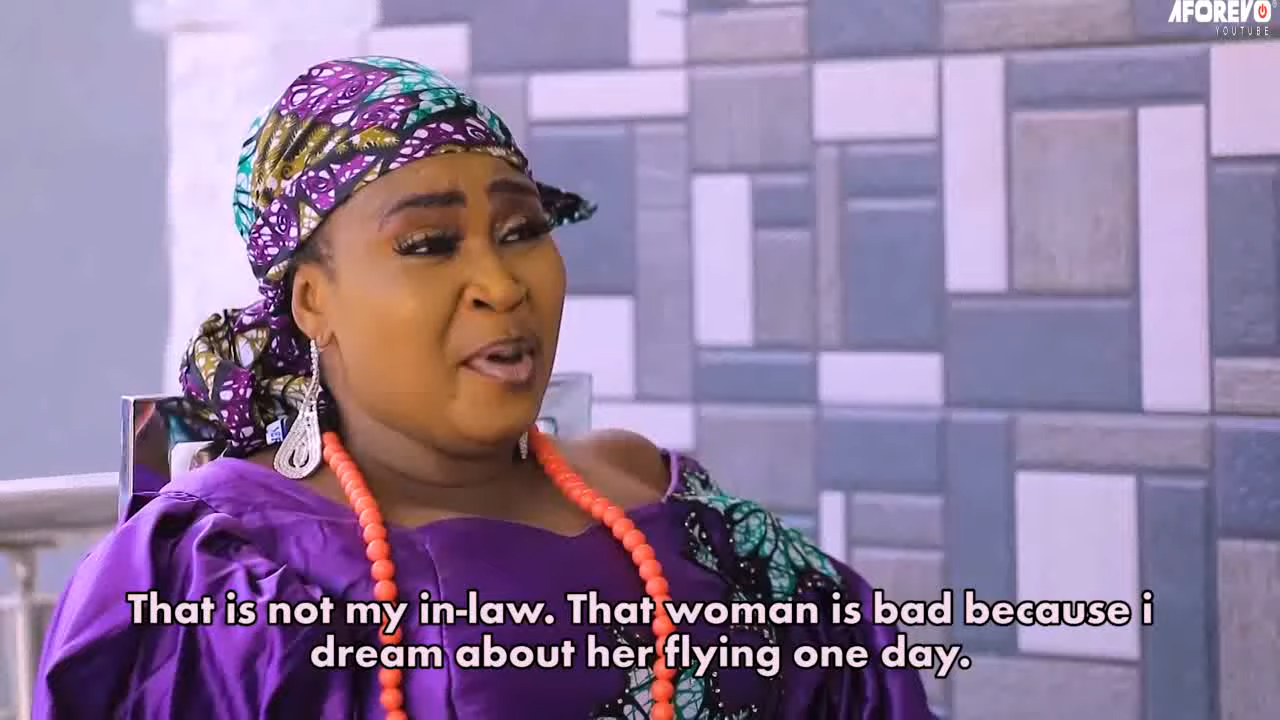 AFOREVO
YOUTUBE
That is not my in-law. That woman is bad because i
dream about her flying one day.